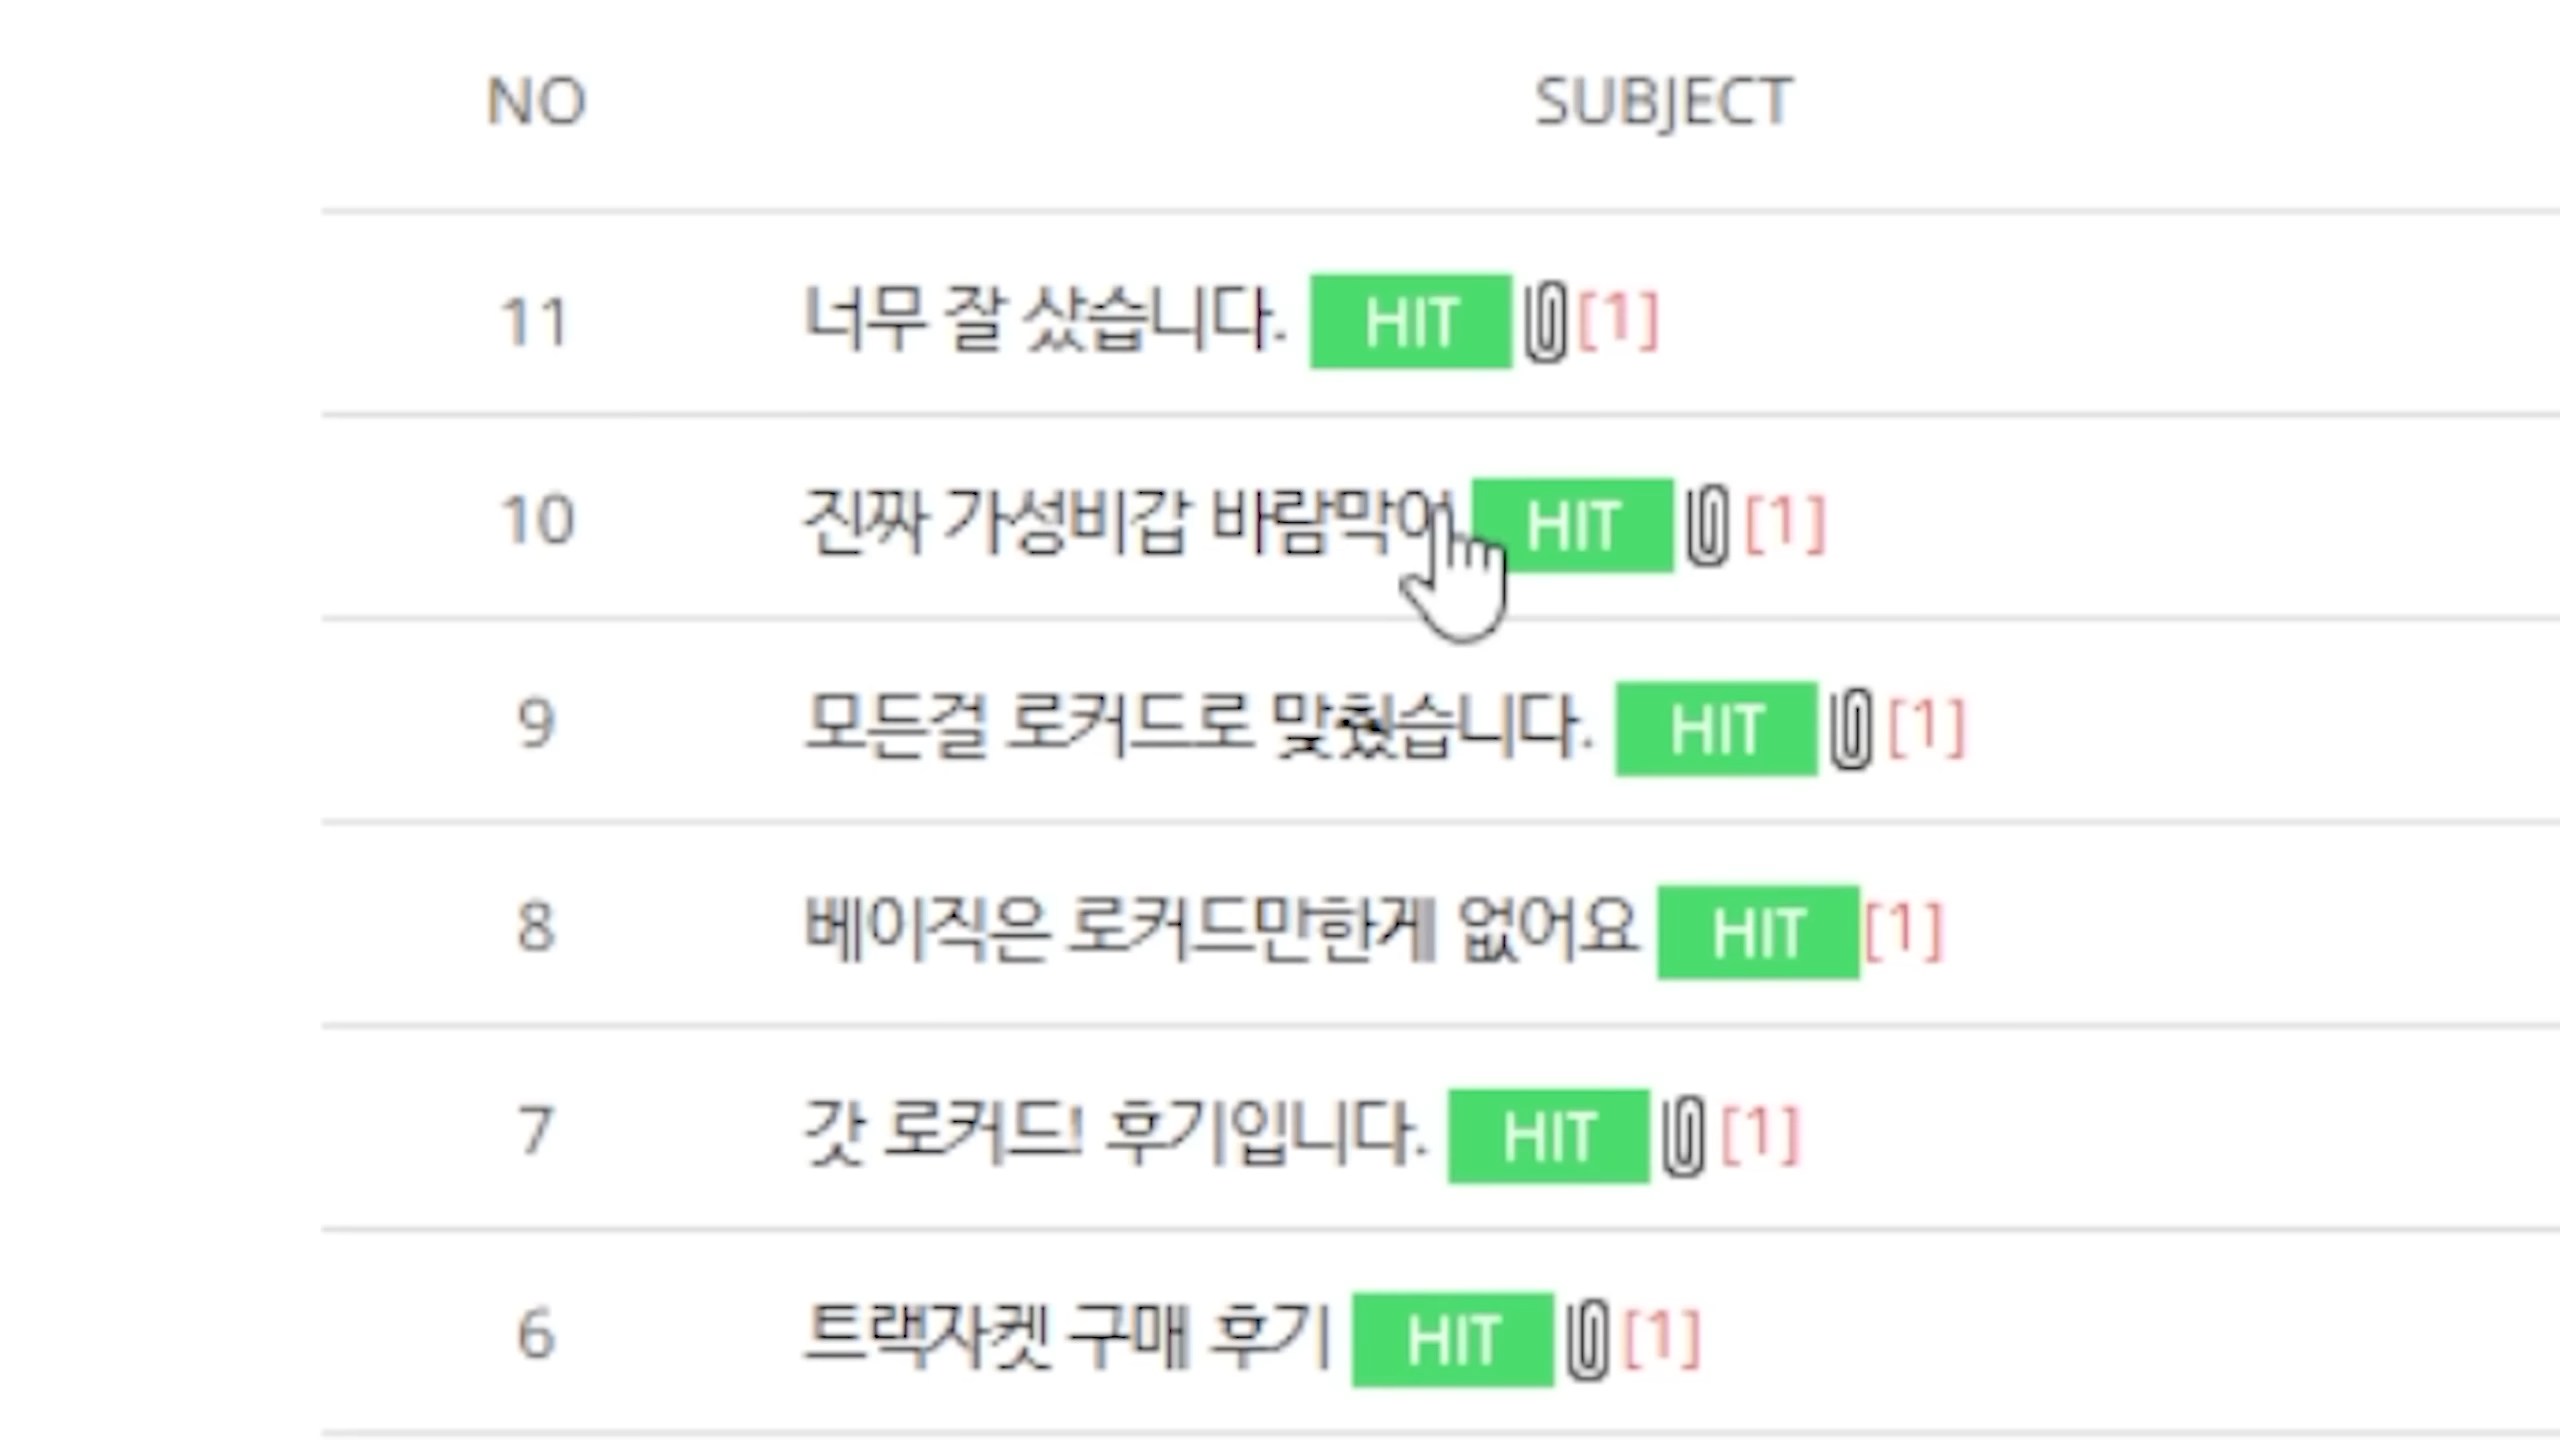 NO SUBJECT
11 너무 잘 샀습니다. HIT [1]
10 진짜 가성비갑 바람막이 HIT [1]
9 모든걸 로커드로 맞췄습니다. HIT [1]
8 베이직은 로커드만한게 없어요 HIT [1]
7 갓 로커드! 후기입니다. HIT [1]
6 트랙자켓 구매 후기 HIT [1]